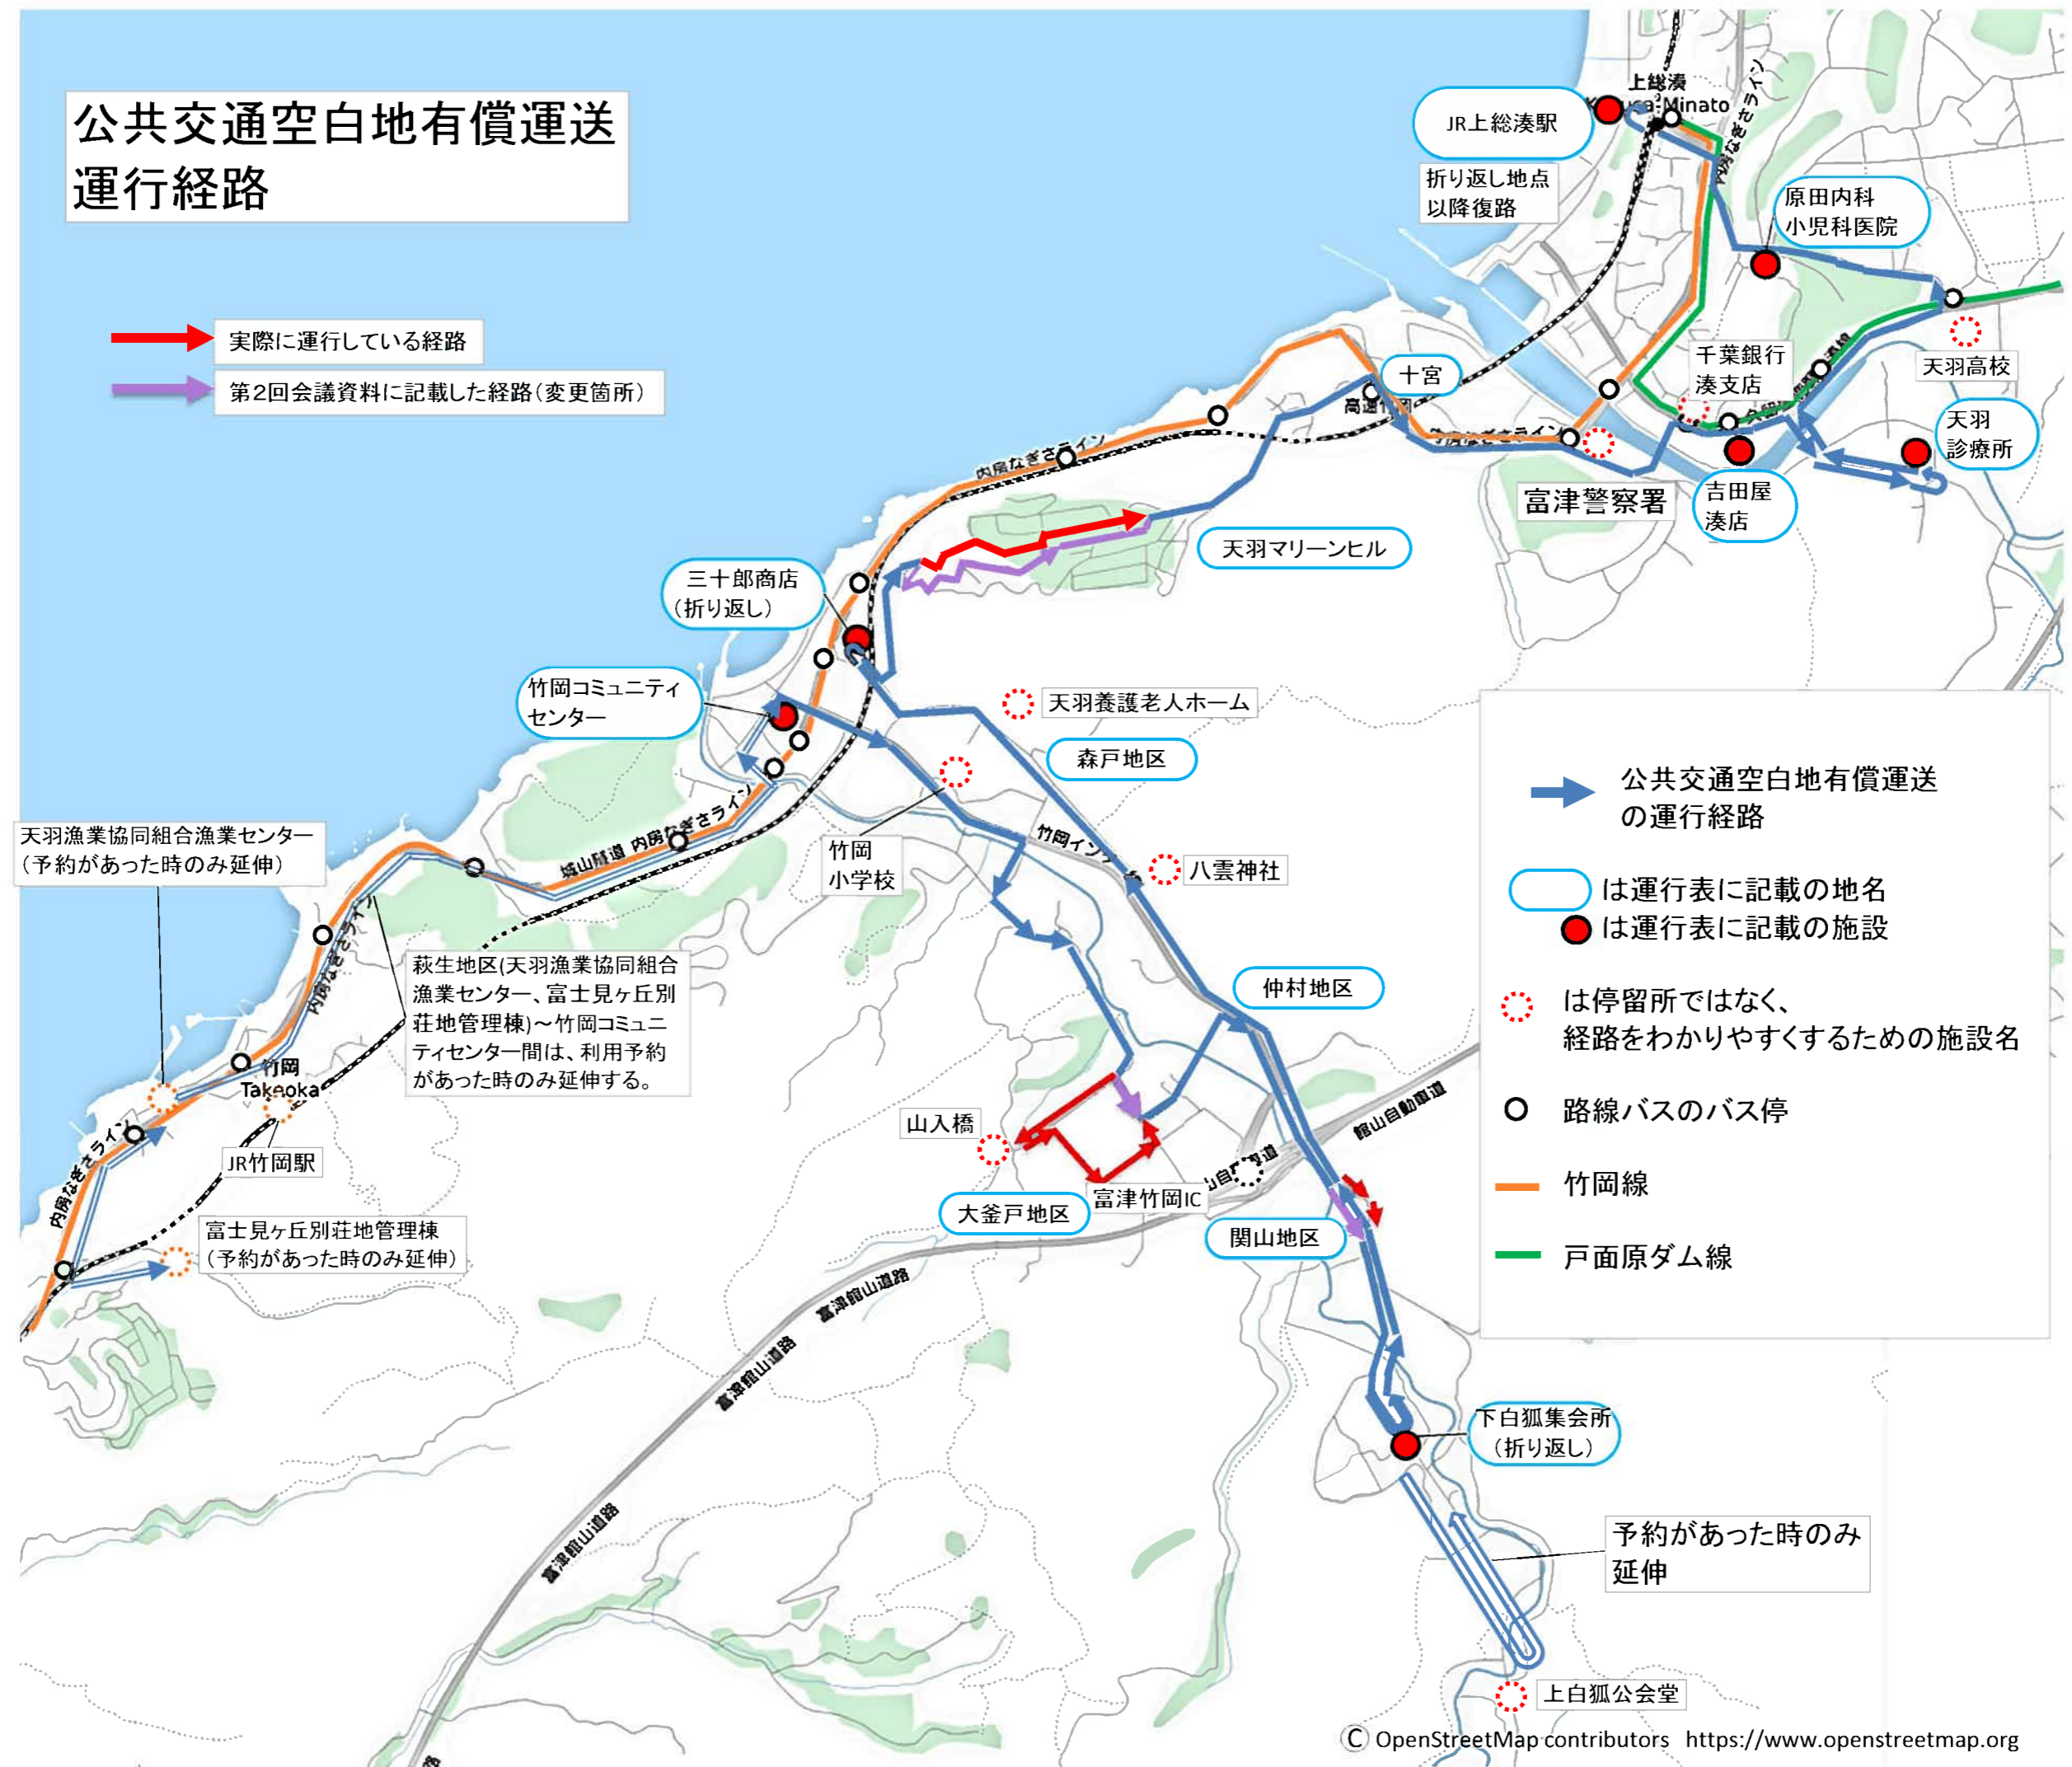 公共交通空白地有償運送
運行経路
実際に運行している経路
第2回会議資料に記載した経路（変更箇所）
上総湊
JR上総湊駅
折り返し地点
以降復路
内房なぎさライン
原田内科
小児科医院
天羽高校
千葉銀行
湊支店
天羽
診療所
十宮
内房なぎさライン
内房なぎさライン
富津警察署
吉田屋
湊店
天羽マリーンヒル
三十郎商店
（折り返し）
竹岡コミュニティ
センター
天羽養護老人ホーム
森戸地区
竹岡
小学校
八雲神社
城山隧道 内房なぎさライン
天羽漁業協同組合漁業センター
（予約があった時のみ延伸）
内房なぎさライン
萩生地区(天羽漁業協同組合
漁業センター、富士見ヶ丘別
荘地管理棟)～竹岡コミュニ
ティセンター間は、利用予約
があった時のみ延伸する。
仲村地区
竹岡
Takeoka
山入橋
JR竹岡駅
内房なぎさライン
館山自動車道
大釜戸地区
富津竹岡IC
関山地区
富士見ヶ丘別荘地管理棟
（予約があった時のみ延伸）
富津館山道路
富津館山道路
富津館山道路
下白狐集会所
（折り返し）
予約があった時のみ
延伸
上白狐公会堂
公共交通空白地有償運送
の運行経路
は運行表に記載の地名
は運行表に記載の施設
は停留所ではなく、
経路をわかりやすくするための施設名
路線バスのバス停
竹岡線
戸面原ダム線
© OpenStreetMap contributors https://www.openstreetmap.org